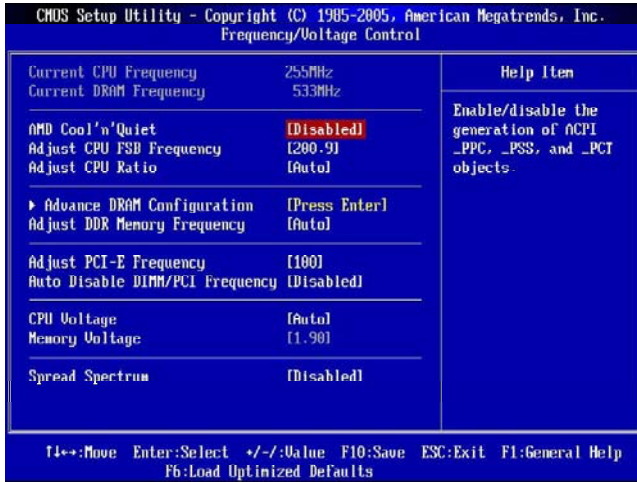 CMOS Setup Utility - Copyright (C) 1985-2005, American Megatrends, Inc.
Frequency/Voltage Control
Current CPU Frequency 255MHz
Current DRAM Frequency 533MHz
AMD Cool'n'Quiet [Disabled]
Adjust CPU FSB Frequency [200.9]
Adjust CPU Ratio [Auto]
▶ Advance DRAM Configuration [Press Enter]
Adjust DDR Memory Frequency [Auto]
Adjust PCI-E Frequency [100]
Auto Disable DIMM/PCI Frequency [Disabled]
CPU Voltage [Auto]
Memory Voltage [1.90]
Spread Spectrum [Disabled]
Help Item
Enable/disable the
generation of ACPI
_PPC, _PSS, and _PCT
objects.
↑↓←→:Move Enter:Select +/-/:Value F10:Save ESC:Exit F1:General Help
F6:Load Optimized Defaults